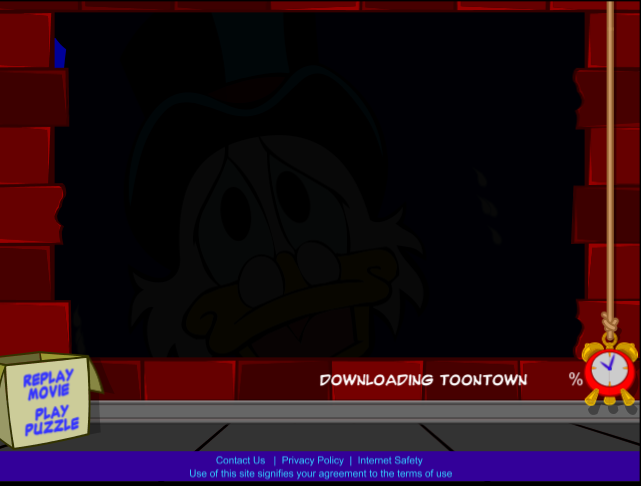 DOWNLOADING TOONTOWN %
REPLAY
MOVIE
PLAY
PUZZLE
Contact Us | Privacy Policy | Internet Safety
Use of this site signifies your agreement to the terms of use